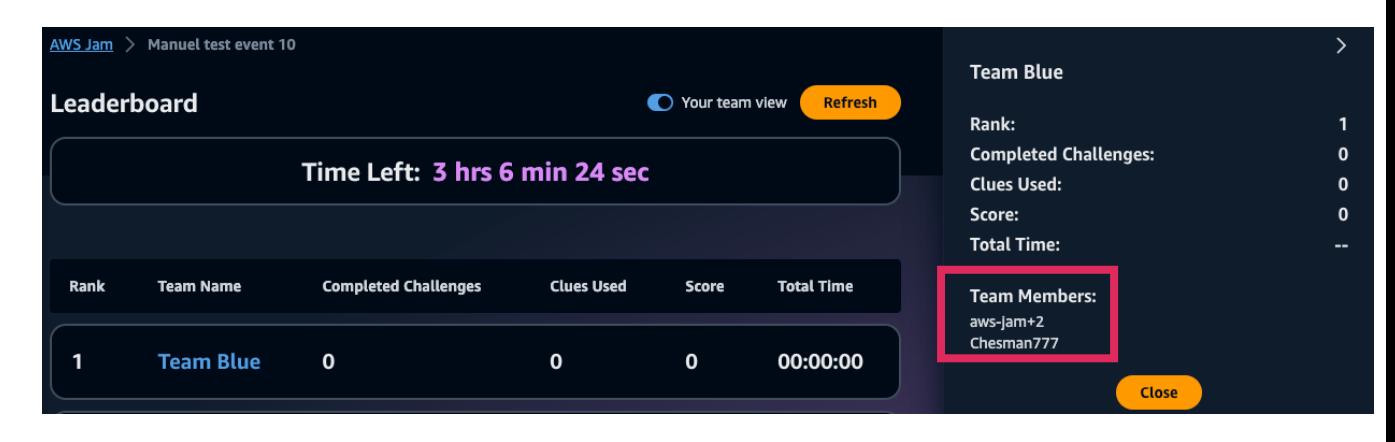 AWS Jam > Manuel test event 10
Leaderboard
Your team view
Refresh
Time Left: 3 hrs 6 min 24 sec
Rank Team Name Completed Challenges Clues Used Score Total Time
1 Team Blue 0 0 0 00:00:00
Team Blue
Rank: 1
Completed Challenges: 0
Clues Used: 0
Score: 0
Total Time: --
Team Members:
aws-jam+2
Chesman777
Close